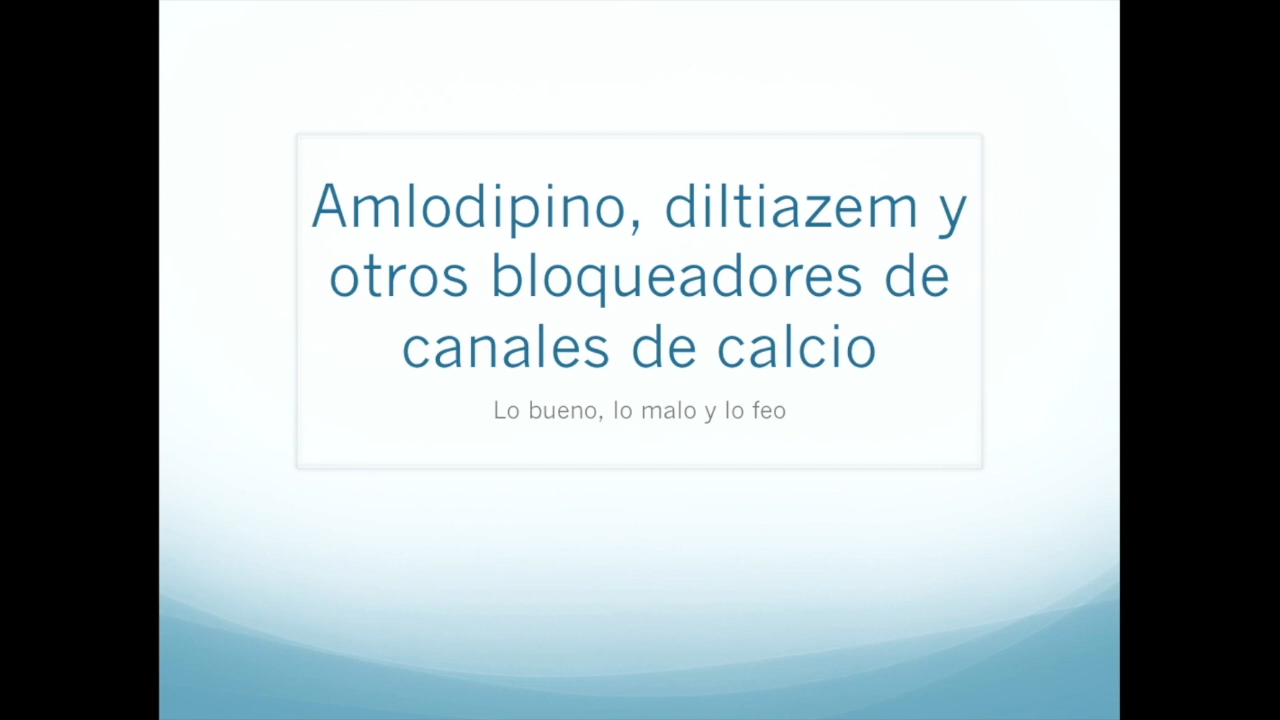 Amlodipino, diltiazem y
otros bloqueadores de
canales de calcio
Lo bueno, lo malo y lo feo